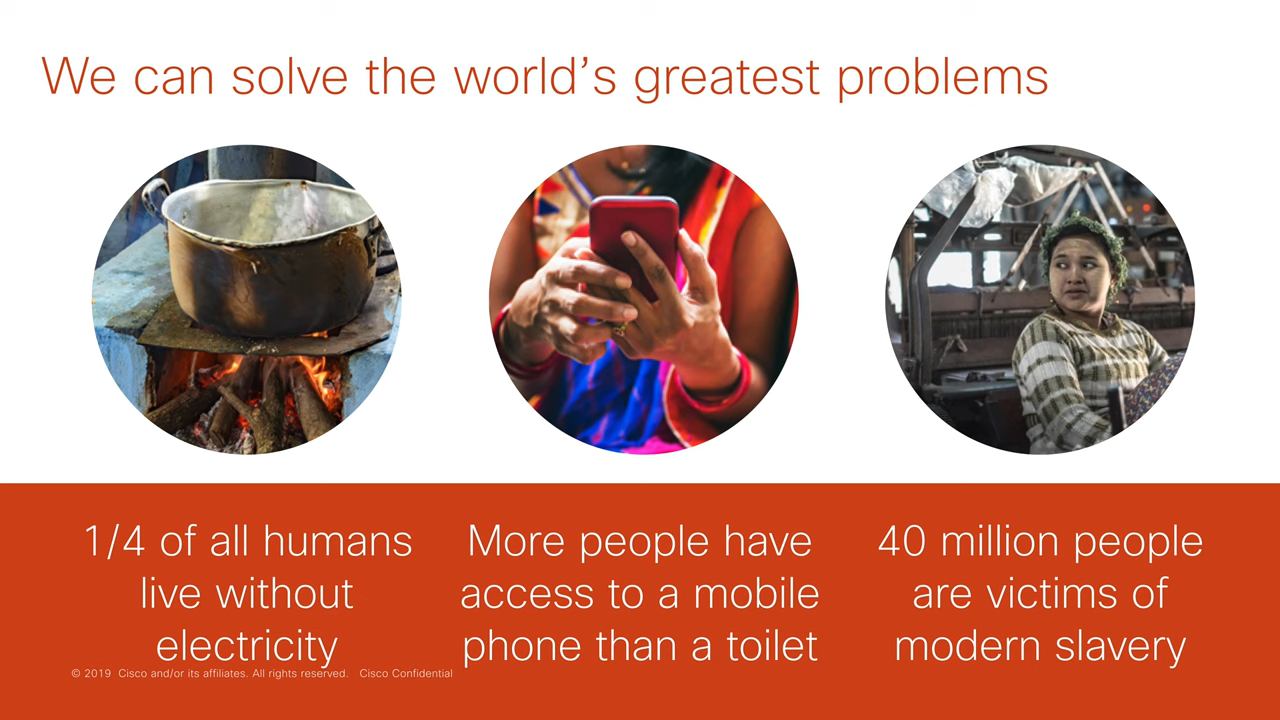 We can solve the world’s greatest problems
1/4 of all humans
live without
electricity
More people have
access to a mobile
phone than a toilet
40 million people
are victims of
modern slavery
© 2019 Cisco and/or its affiliates. All rights reserved. Cisco Confidential